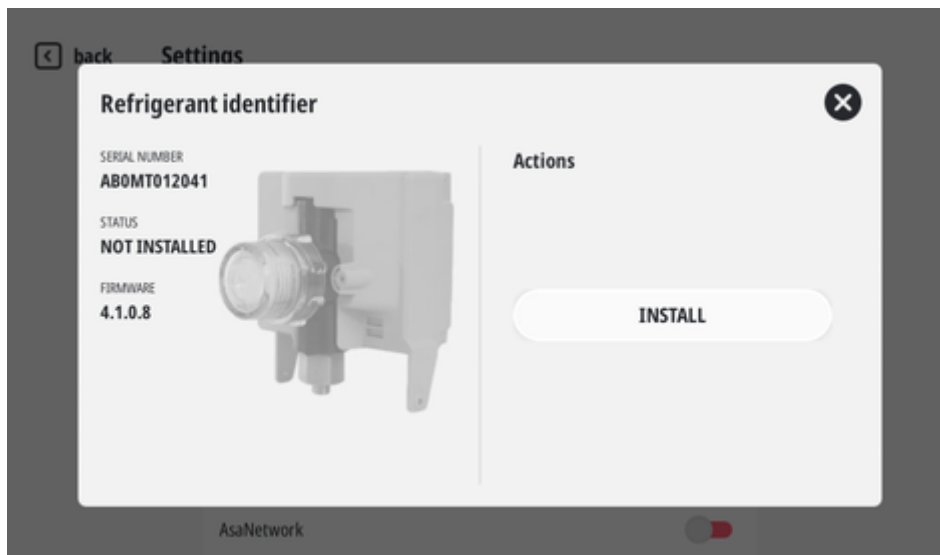 back Settings
Refrigerant identifier
SERIAL NUMBER
AB0MT012041
STATUS
NOT INSTALLED
FIRMWARE
4.1.0.8
Actions
INSTALL
AsaNetwork